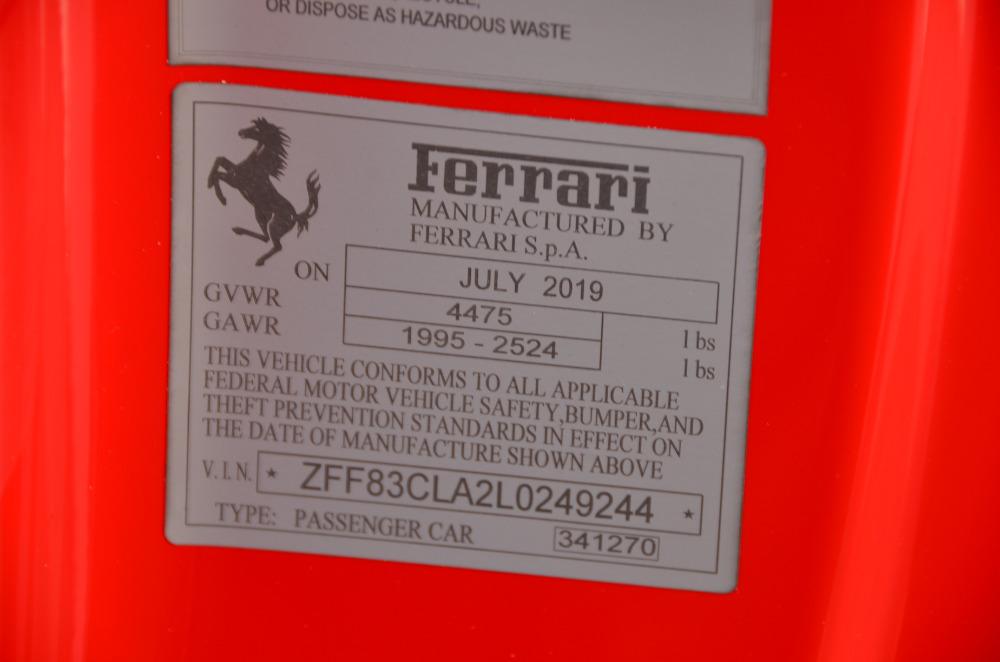 OR DISPOSE AS HAZARDOUS WASTE
Ferrari
MANUFACTURED BY
FERRARI S.p.A.
ON JULY 2019
GVWR 4475 lbs
GAWR 1995 - 2524 lbs
THIS VEHICLE CONFORMS TO ALL APPLICABLE
FEDERAL MOTOR VEHICLE SAFETY,BUMPER,AND
THEFT PREVENTION STANDARDS IN EFFECT ON
THE DATE OF MANUFACTURE SHOWN ABOVE
V.I.N. * ZFF83CLA2L0249244 *
TYPE: PASSENGER CAR 341270